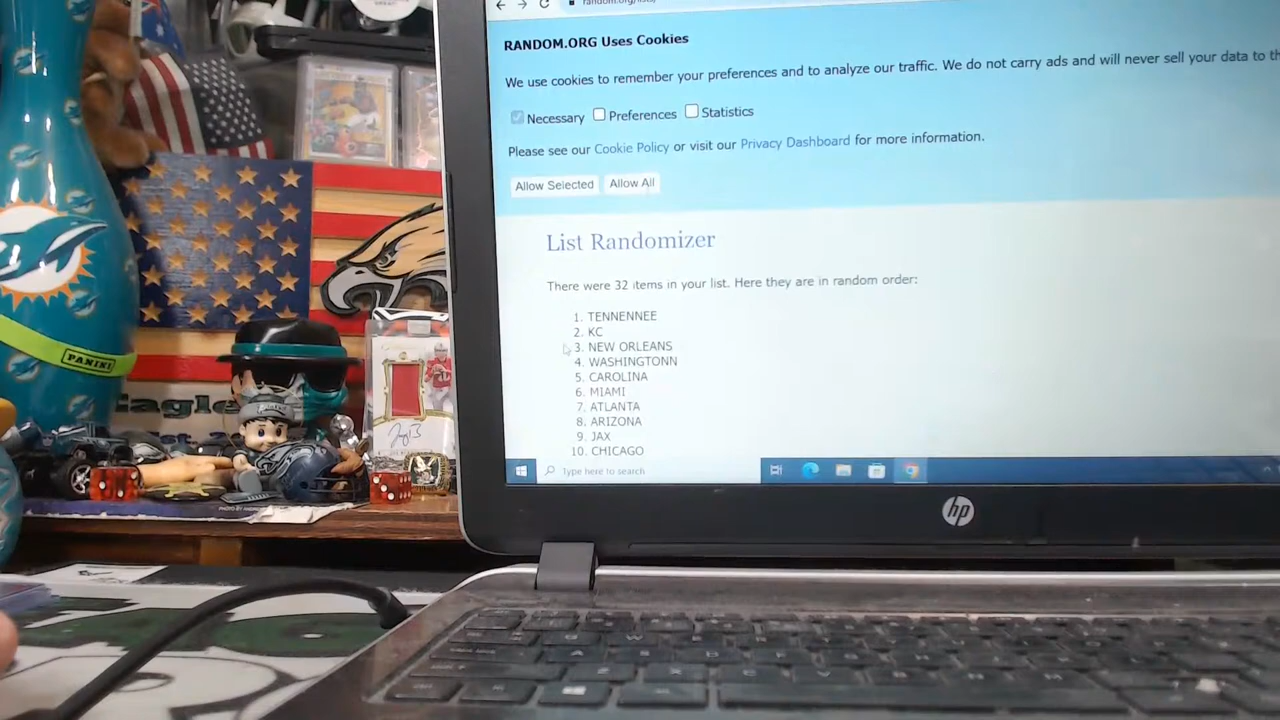 RANDOM.ORG Uses Cookies
We use cookies to remember your preferences and to analyze our traffic. We do not carry ads and will never sell your data to th
Necessary Preferences Statistics
Please see our Cookie Policy or visit our Privacy Dashboard for more information.
Allow Selected Allow All
List Randomizer
There were 32 items in your list. Here they are in random order:
1. TENNENNEE
2. KC
3. NEW ORLEANS
4. WASHINGTONN
5. CAROLINA
6. MIAMI
7. ATLANTA
8. ARIZONA
9. JAX
10. CHICAGO
Type here to search
hp
PANINI
Eagle